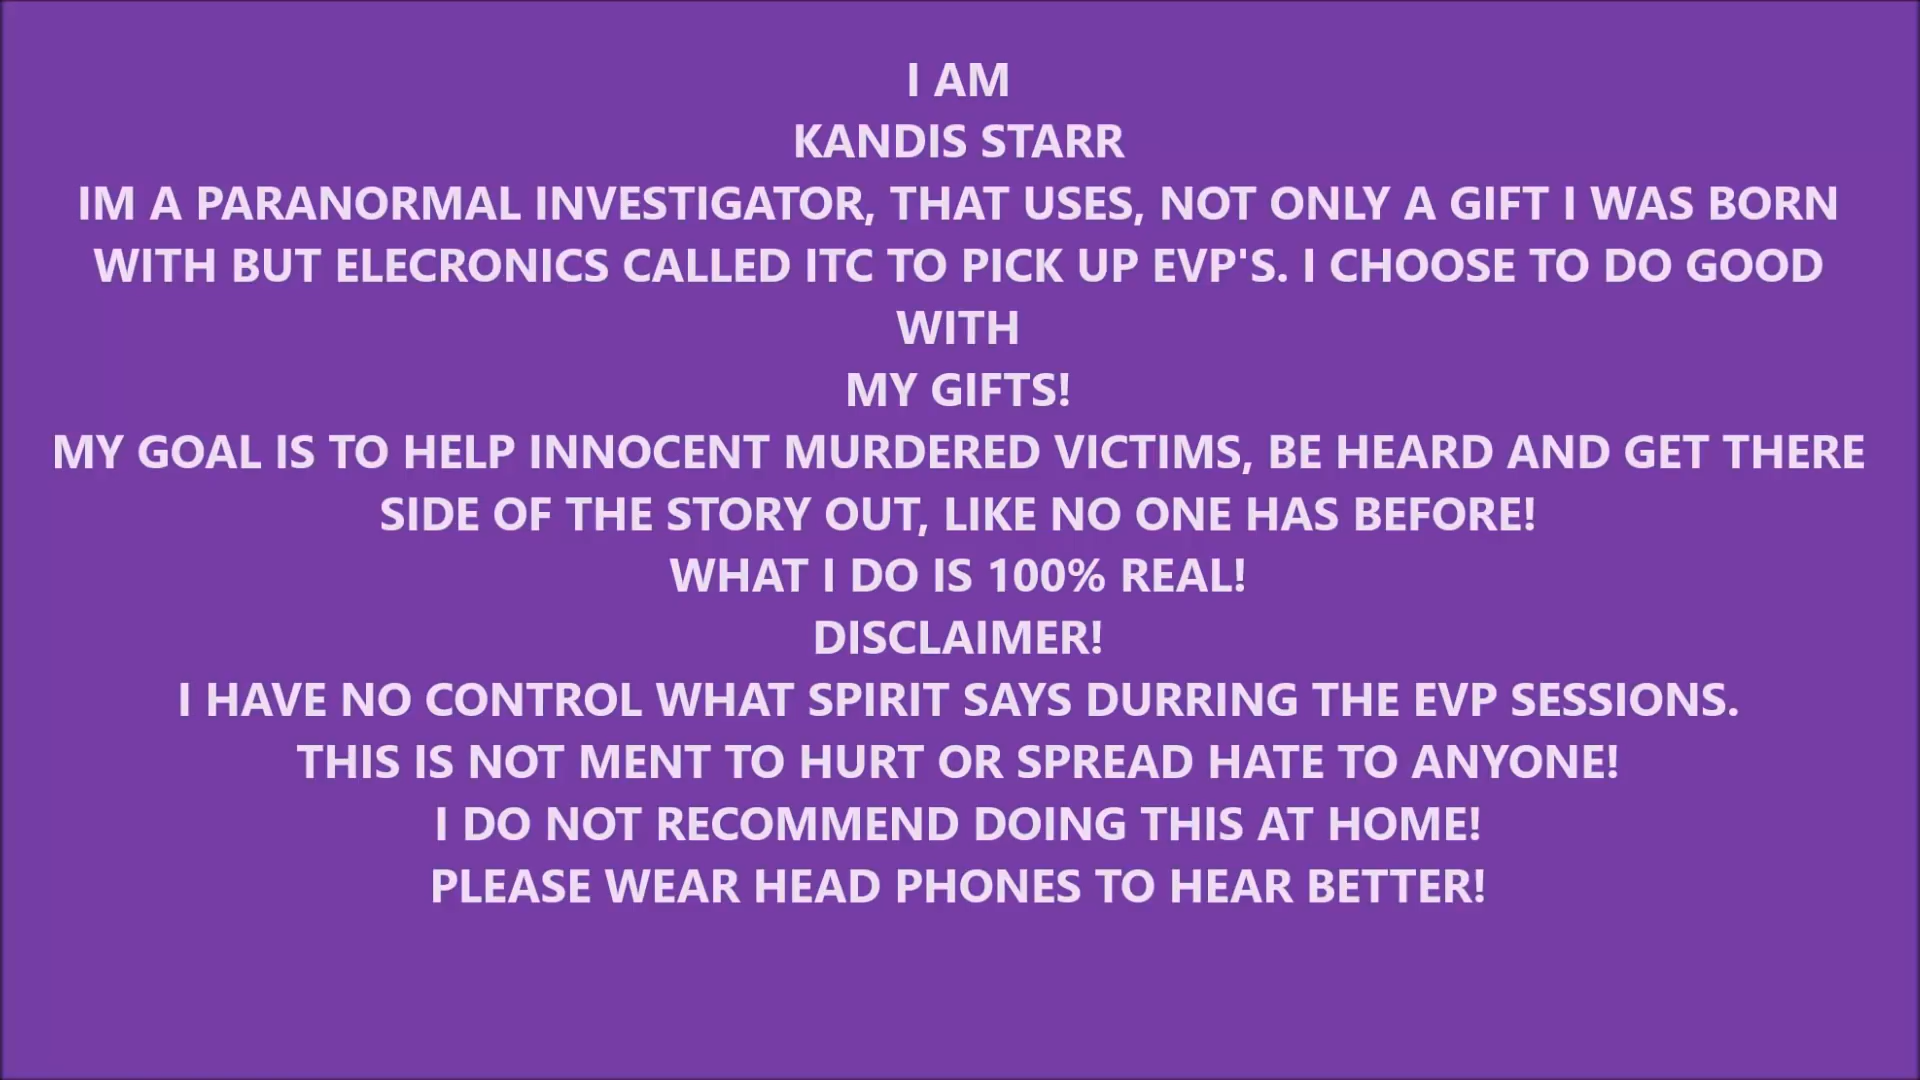 I AM
KANDIS STARR
IM A PARANORMAL INVESTIGATOR, THAT USES, NOT ONLY A GIFT I WAS BORN
WITH BUT ELECRONICS CALLED ITC TO PICK UP EVP'S. I CHOOSE TO DO GOOD
WITH
MY GIFTS!
MY GOAL IS TO HELP INNOCENT MURDERED VICTIMS, BE HEARD AND GET THERE
SIDE OF THE STORY OUT, LIKE NO ONE HAS BEFORE!
WHAT I DO IS 100% REAL!
DISCLAIMER!
I HAVE NO CONTROL WHAT SPIRIT SAYS DURRING THE EVP SESSIONS.
THIS IS NOT MENT TO HURT OR SPREAD HATE TO ANYONE!
I DO NOT RECOMMEND DOING THIS AT HOME!
PLEASE WEAR HEAD PHONES TO HEAR BETTER!